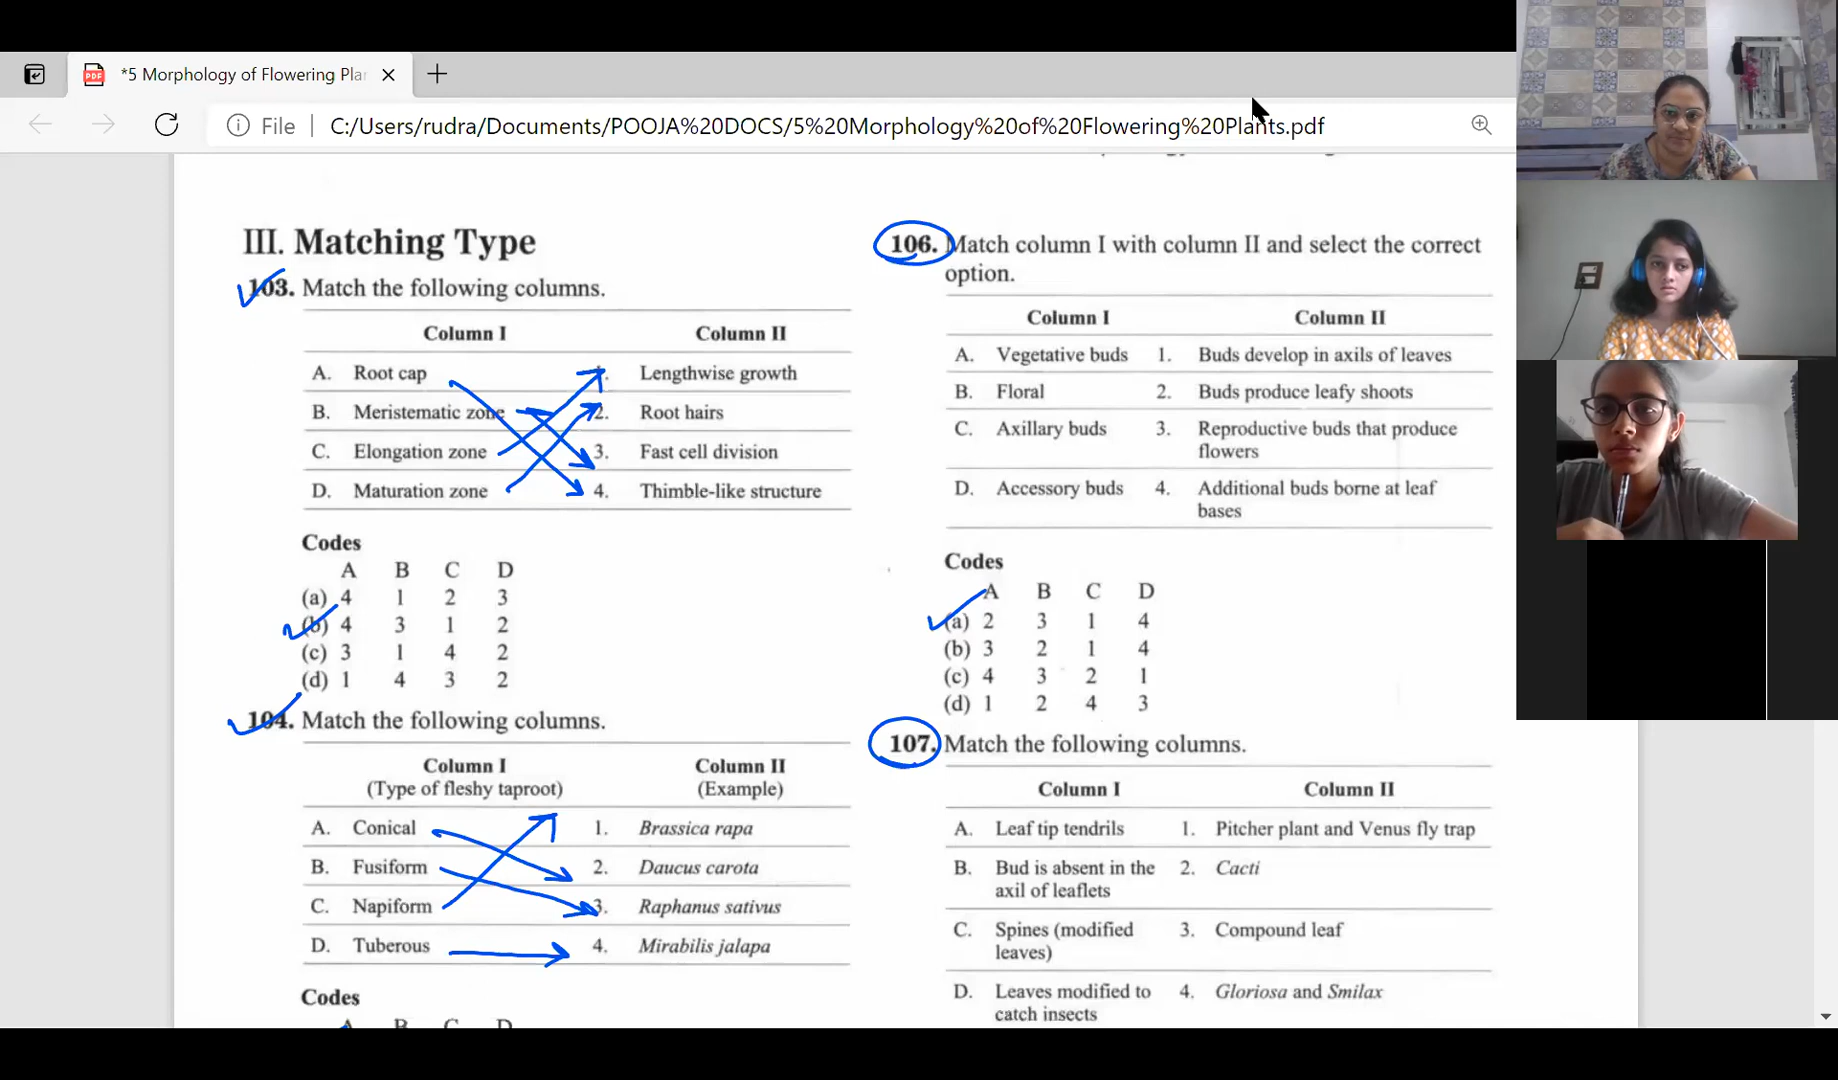 *5 Morphology of Flowering Pla
File | C:/Users/rudra/Documents/POOJA%20DOCS/5%20Morphology%20of%20Flowering%20Plants.pdf
III. Matching Type
103. Match the following columns.
Column I Column II
A. Root cap 1. Lengthwise growth
B. Meristematic zone 2. Root hairs
C. Elongation zone 3. Fast cell division
D. Maturation zone 4. Thimble-like structure
Codes
A B C D
(a) 4 1 2 3
(b) 4 3 1 2
(c) 3 1 4 2
(d) 1 4 3 2
104. Match the following columns.
Column I Column II
(Type of fleshy taproot) (Example)
A. Conical 1. Brassica rapa
B. Fusiform 2. Daucus carota
C. Napiform 3. Raphanus sativus
D. Tuberous 4. Mirabilis jalapa
Codes
A B C D
106. Match column I with column II and select the correct
option.
Column I Column II
A. Vegetative buds 1. Buds develop in axils of leaves
B. Floral 2. Buds produce leafy shoots
C. Axillary buds 3. Reproductive buds that produce
flowers
D. Accessory buds 4. Additional buds borne at leaf
bases
Codes
A B C D
(a) 2 3 1 4
(b) 3 2 1 4
(c) 4 3 2 1
(d) 1 2 4 3
107. Match the following columns.
Column I Column II
A. Leaf tip tendrils 1. Pitcher plant and Venus fly trap
B. Bud is absent in the 2. Cacti
axil of leaflets
C. Spines (modified 3. Compound leaf
leaves)
D. Leaves modified to 4. Gloriosa and Smilax
catch insects